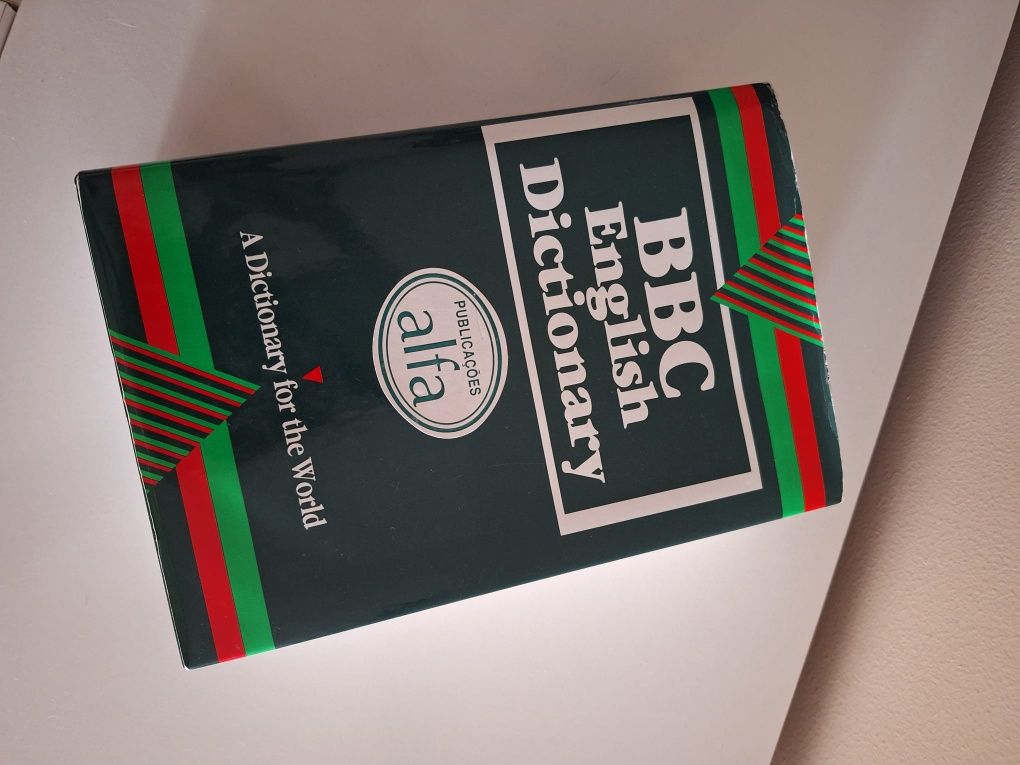 BBC
English
Dictionary
PUBLICAÇÕES
alfa
A Dictionary for the World